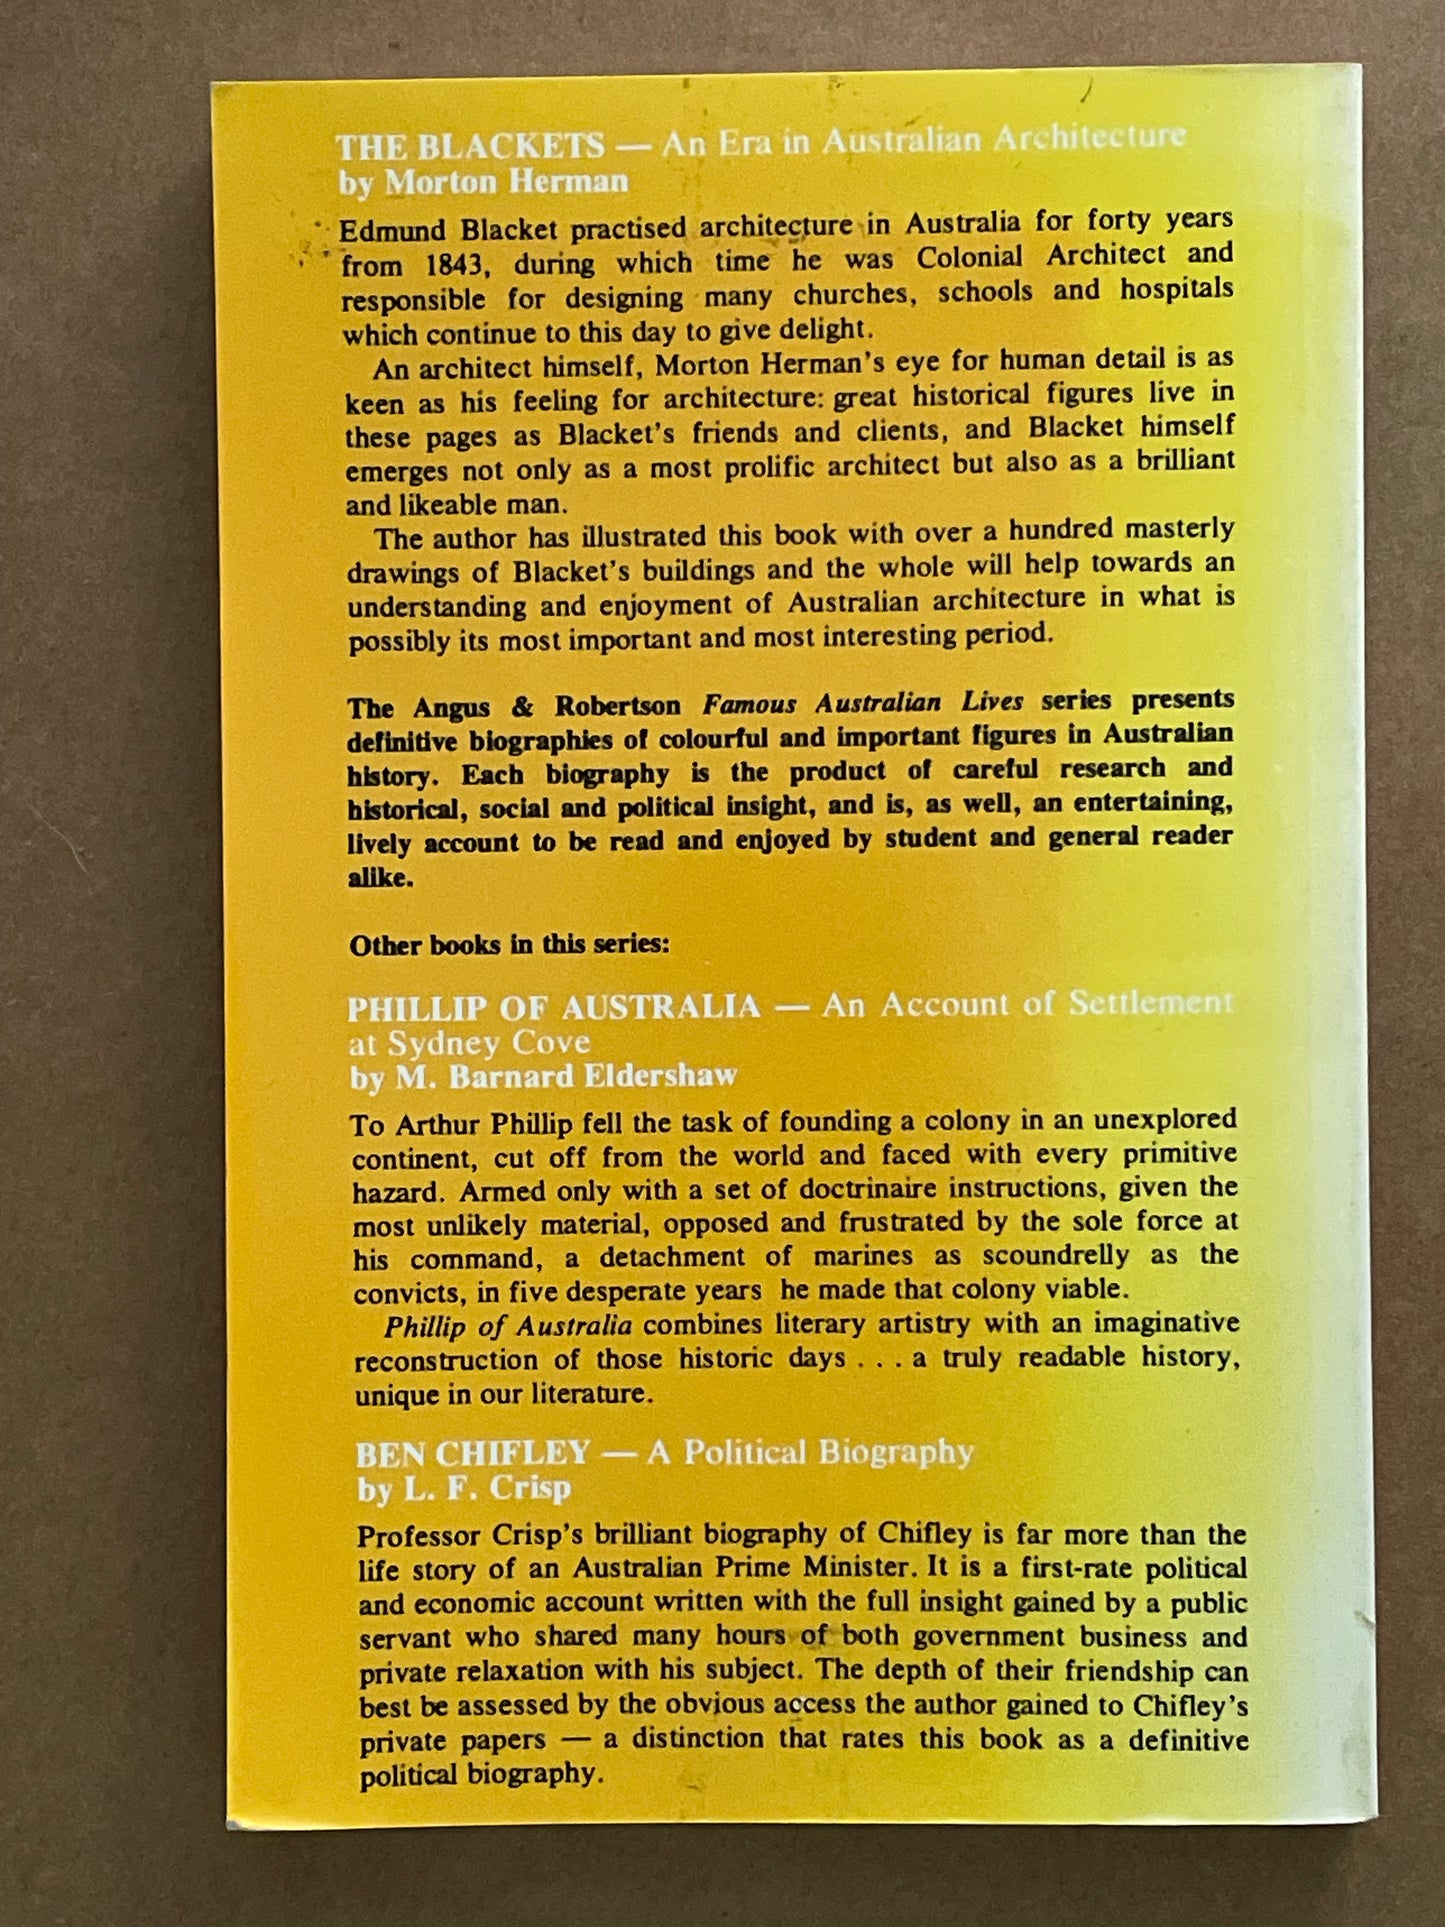 THE BLACKETS — An Era in Australian Architecture
by Morton Herman
Edmund Blacket practised architecture in Australia for forty years
from 1843, during which time he was Colonial Architect and
responsible for designing many churches, schools and hospitals
which continue to this day to give delight.
An architect himself, Morton Herman's eye for human detail is as
keen as his feeling for architecture: great historical figures live in
these pages as Blacket's friends and clients, and Blacket himself
emerges not only as a most prolific architect but also as a brilliant
and likeable man.
The author has illustrated this book with over a hundred masterly
drawings of Blacket's buildings and the whole will help towards an
understanding and enjoyment of Australian architecture in what is
possibly its most important and most interesting period.
The Angus & Robertson Famous Australian Lives series presents
definitive biographies of colourful and important figures in Australian
history. Each biography is the product of careful research and
historical, social and political insight, and is, as well, an entertaining,
lively account to be read and enjoyed by student and general reader
alike.
Other books in this series:
PHILLIP OF AUSTRALIA — An Account of Settlement
at Sydney Cove
by M. Barnard Eldershaw
To Arthur Phillip fell the task of founding a colony in an unexplored
continent, cut off from the world and faced with every primitive
hazard. Armed only with a set of doctrinaire instructions, given the
most unlikely material, opposed and frustrated by the sole force at
his command, a detachment of marines as scoundrelly as the
convicts, in five desperate years he made that colony viable.
Phillip of Australia combines literary artistry with an imaginative
reconstruction of those historic days . . . a truly readable history,
unique in our literature.
BEN CHIFLEY — A Political Biography
by L. F. Crisp
Professor Crisp's brilliant biography of Chifley is far more than the
life story of an Australian Prime Minister. It is a first-rate political
and economic account written with the full insight gained by a public
servant who shared many hours of both government business and
private relaxation with his subject. The depth of their friendship can
best be assessed by the obvious access the author gained to Chifley's
private papers — a distinction that rates this book as a definitive
political biography.